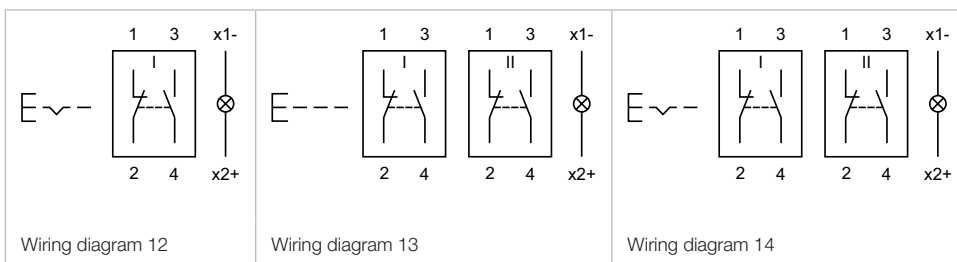 1 3 x1-
I
2 4 x2+
Wiring diagram 12
1 3 1 3 x1-
I II
2 4 2 4 x2+
Wiring diagram 13
1 3 1 3 x1-
I II
2 4 2 4 x2+
Wiring diagram 14